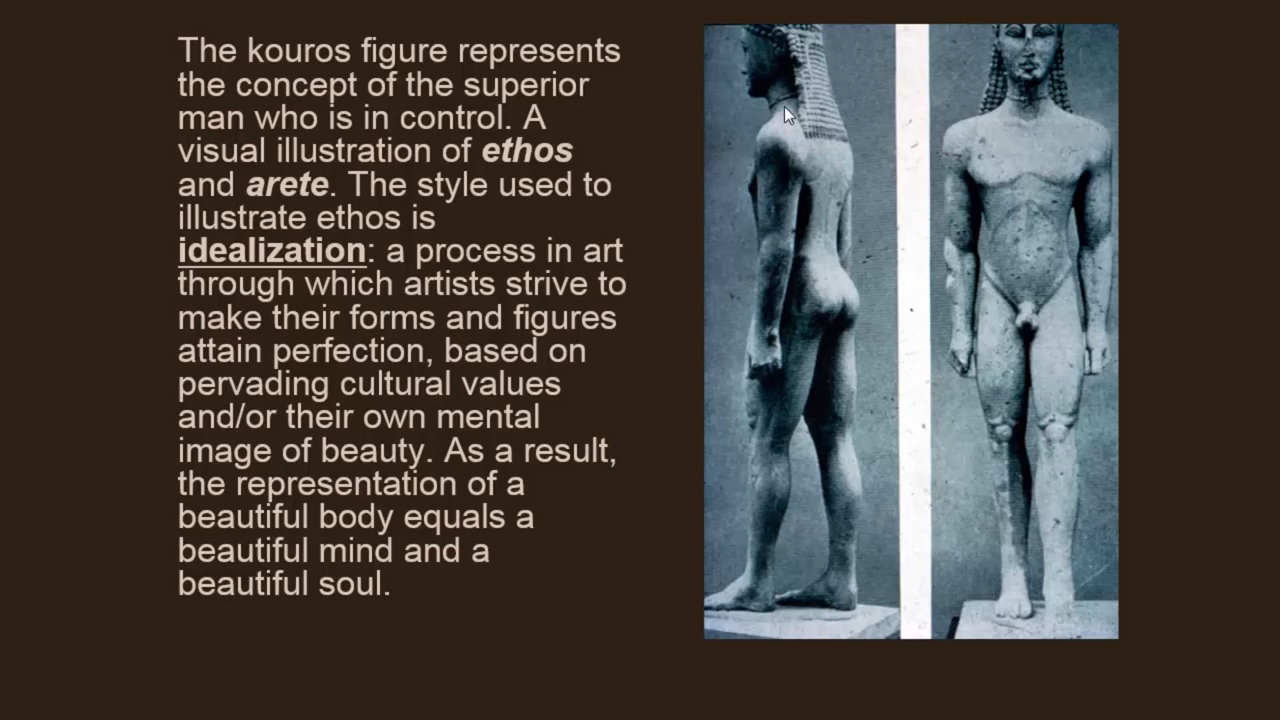 The kouros figure represents
the concept of the superior
man who is in control. A
visual illustration of ethos
and arete. The style used to
illustrate ethos is
idealization: a process in art
through which artists strive to
make their forms and figures
attain perfection, based on
pervading cultural values
and/or their own mental
image of beauty. As a result,
the representation of a
beautiful body equals a
beautiful mind and a
beautiful soul.